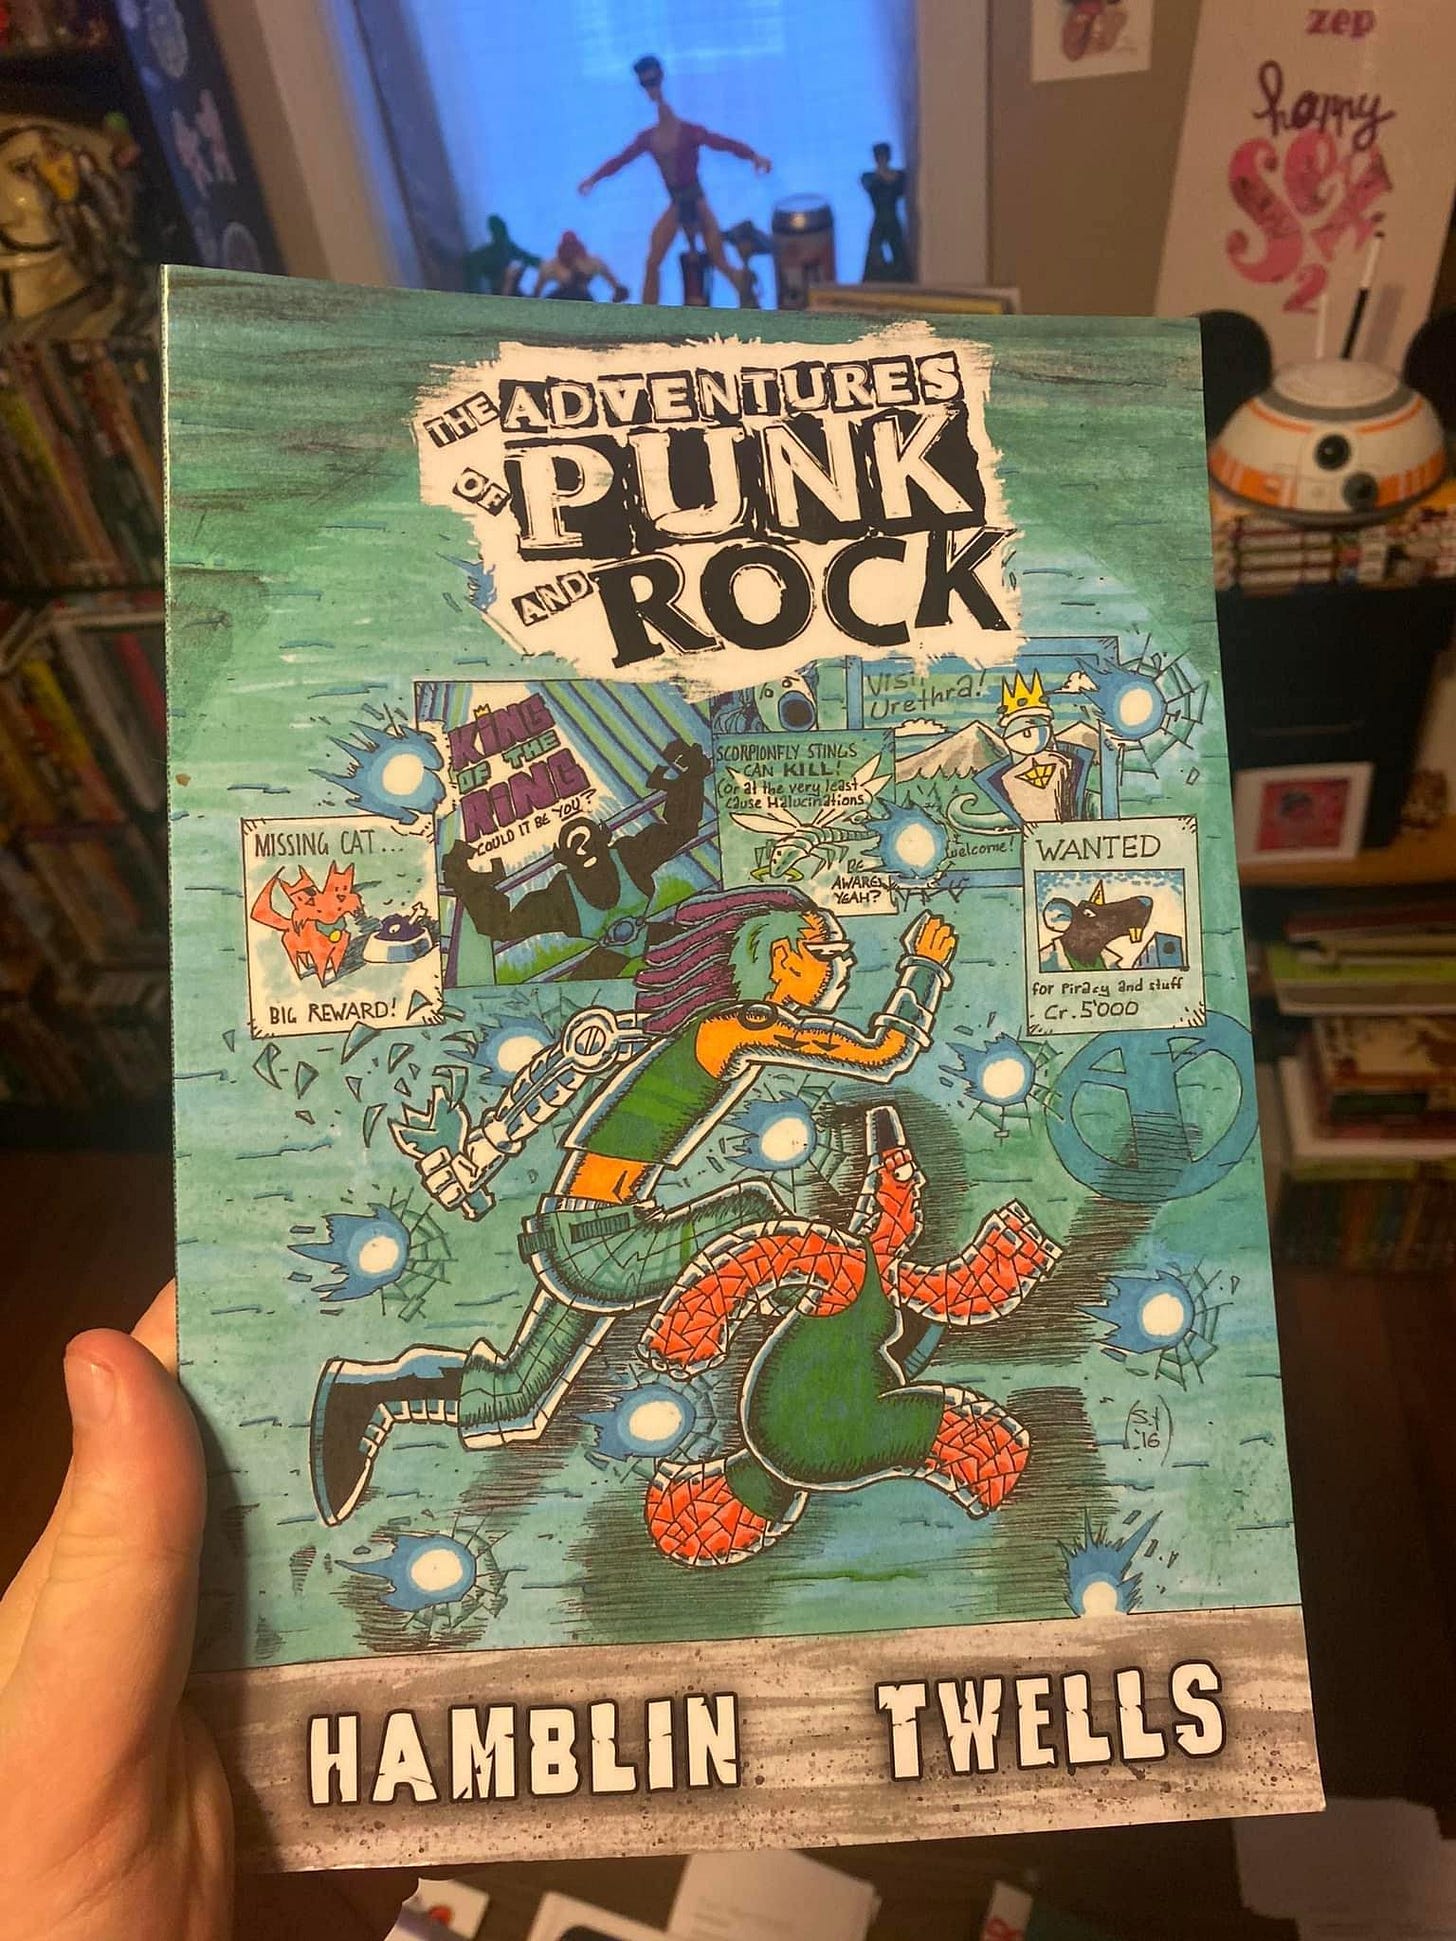 zep
happy
Sex
2
THE ADVENTURES
OF PUNK
AND ROCK
KING
OF THE
RING
COULD IT BE YOU?
Visit
Urethra!
welcome!
SCORPIONFLY STINGS
CAN KILL!
(or at the very least
cause Halucinations
BE
AWARE,
YEAH?
MISSING CAT...
BIG REWARD!
WANTED
for Piracy and stuff
Cr. 5'000
S.t
'16
HAMBLIN TWELLS